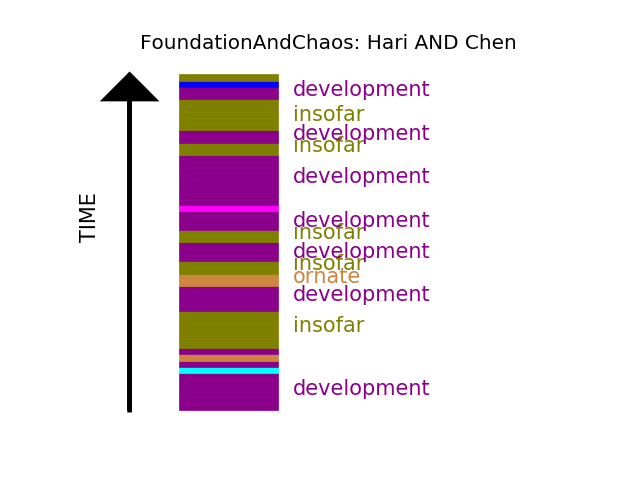 FoundationAndChaos: Hari AND Chen
development
insofar
development
insofar
development
development
insofar
development
insofar
ornate
development
insofar
development
TIME